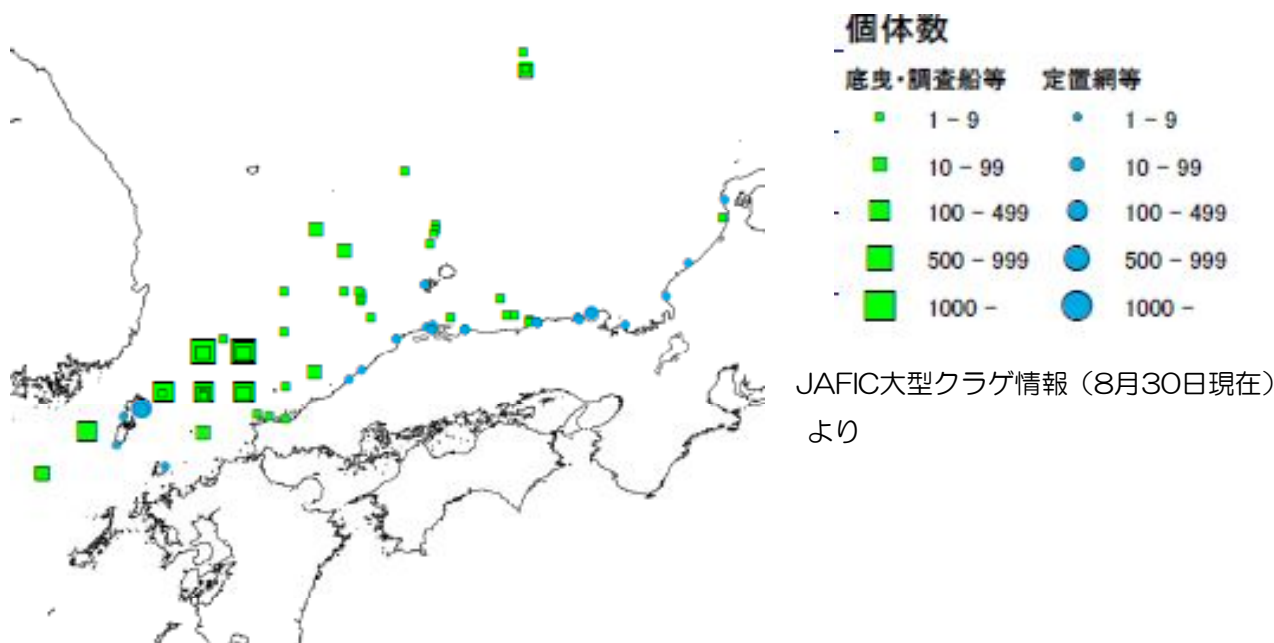 個体数
底曳・調査船等 定置網等
1 - 9 1 - 9
10 - 99 10 - 99
100 - 499 100 - 499
500 - 999 500 - 999
1000 - 1000 -
JAFIC大型クラゲ情報（8月30日現在）
より